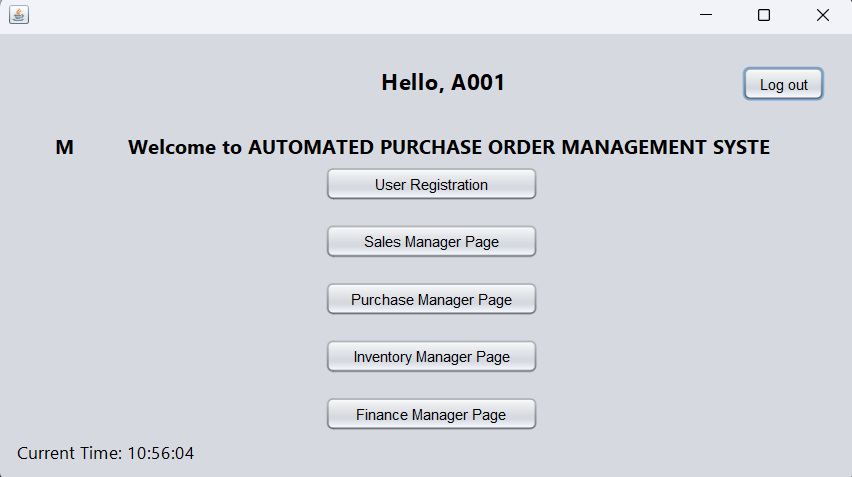 Hello, A001
Log out
M Welcome to AUTOMATED PURCHASE ORDER MANAGEMENT SYSTE
User Registration
Sales Manager Page
Purchase Manager Page
Inventory Manager Page
Finance Manager Page
Current Time: 10:56:04